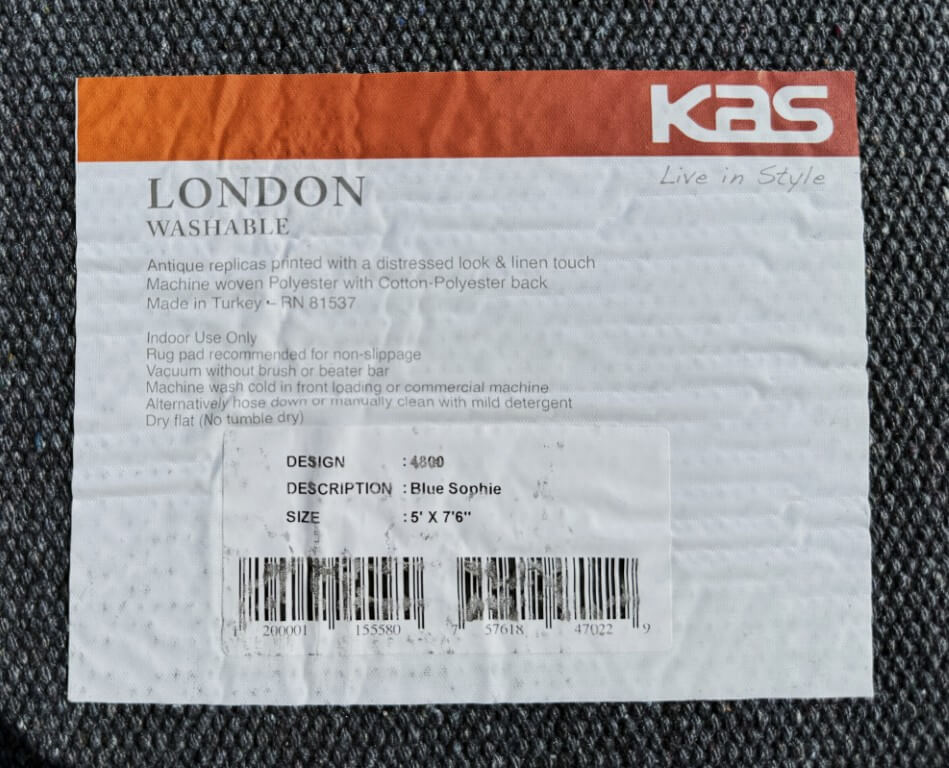 KAS
Live in Style
LONDON
WASHABLE
Antique replicas printed with a distressed look & linen touch
Machine woven Polyester with Cotton-Polyester back
Made in Turkey - RN 81537
Indoor Use Only
Rug pad recommended for non-slippage
Vacuum without brush or beater bar
Machine wash cold in front loading or commercial machine
Alternatively hose down or manually clean with mild detergent
Dry flat (No tumble dry)
DESIGN : 4800
DESCRIPTION : Blue Sophie
SIZE : 5' X 7'6"
1 200001 155580 7 57618 47022 9